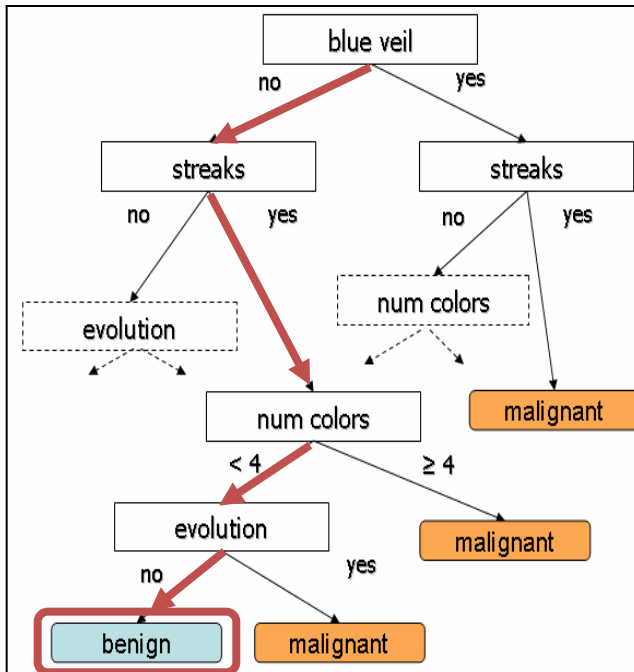 blue veil
no yes
streaks streaks
no yes no yes
num colors
evolution
malignant
num colors
< 4 ≥ 4
evolution
malignant
no yes
benign malignant